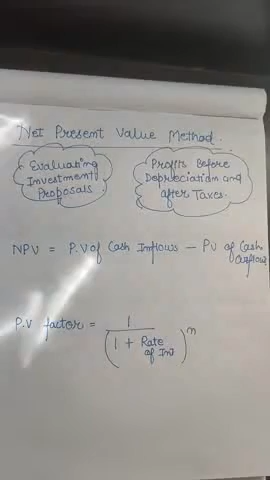 Net Present Value Method.
Evaluating
Investment
Proposals
Profits Before
Depreciation and
after Taxes.
NPV = P.V of Cash Inflows - PV of Cash
Outflows
P.V factor = 1
(1 + Rate
of Int)^n